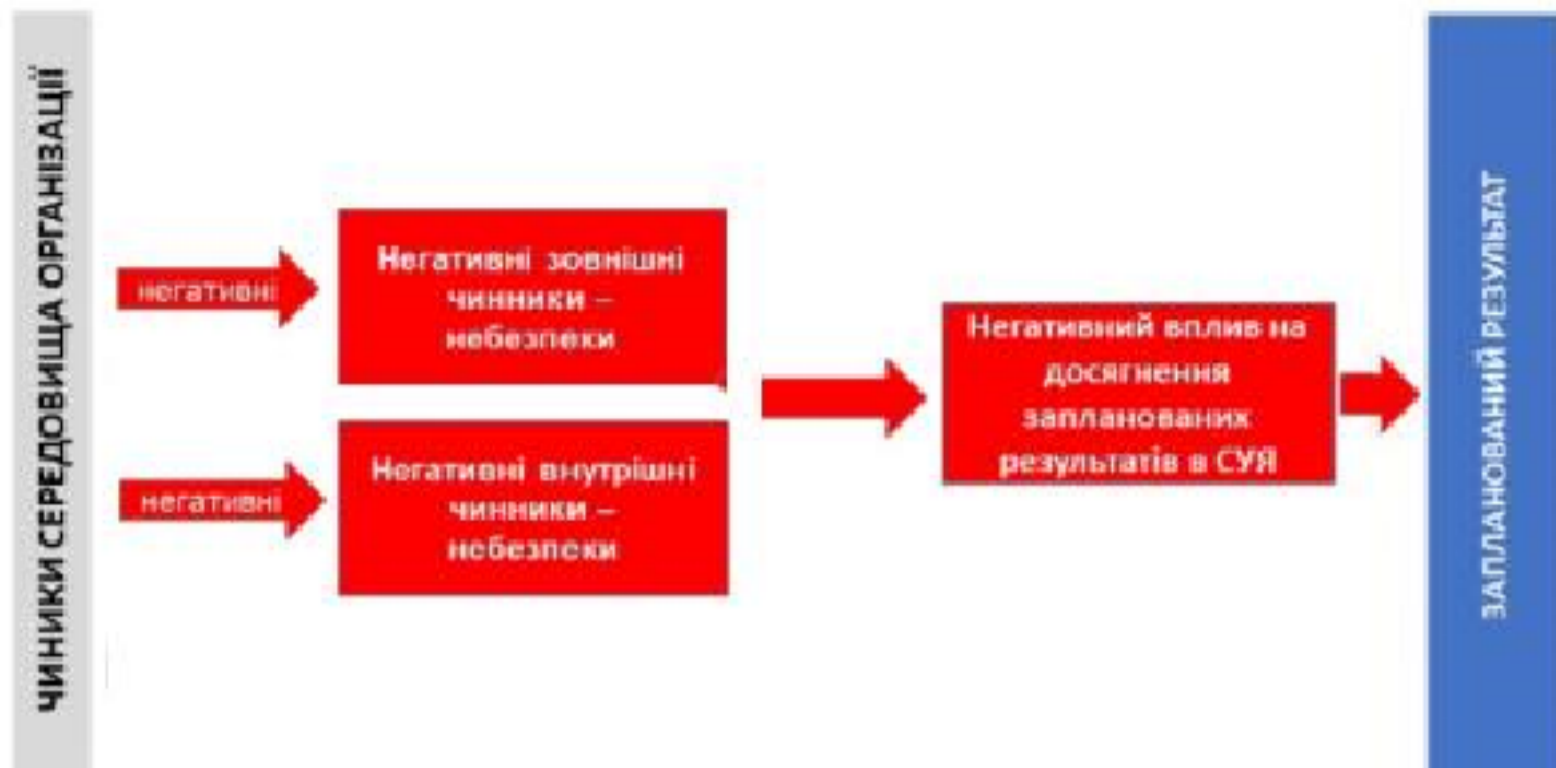 ЧИННИКИ СЕРЕДОВИЩА ОРГАНІЗАЦІЇ
негативні
Негативні зовнішні
чинники –
небезпеки
негативні
Негативні внутрішні
чинники –
небезпеки
Негативний вплив на
досягнення
запланованих
результатів в СУЯ
ЗАПЛАНОВАНИЙ РЕЗУЛЬТАТ